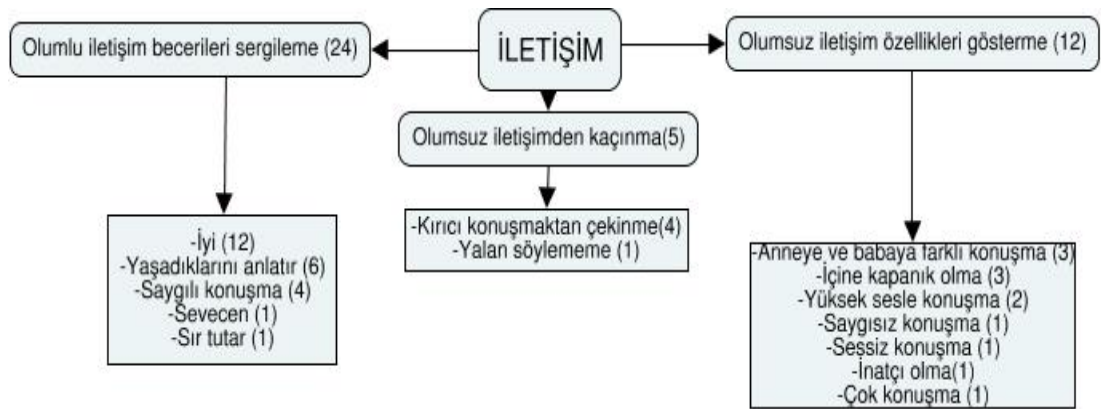 İLETİŞİM
Olumlu iletişim becerileri sergileme (24)
-İyi (12)
-Yaşadıklarını anlatır (6)
-Saygılı konuşma (4)
-Sevecen (1)
-Sır tutar (1)
Olumsuz iletişimden kaçınma(5)
-Kırıcı konuşmaktan çekinme(4)
-Yalan söylememe (1)
Olumsuz iletişim özellikleri gösterme (12)
-Anneye ve babaya farklı konuşma (3)
-İçine kapanık olma (3)
-Yüksek sesle konuşma (2)
-Saygısız konuşma (1)
-Sessiz konuşma (1)
-İnatçı olma(1)
-Çok konuşma (1)